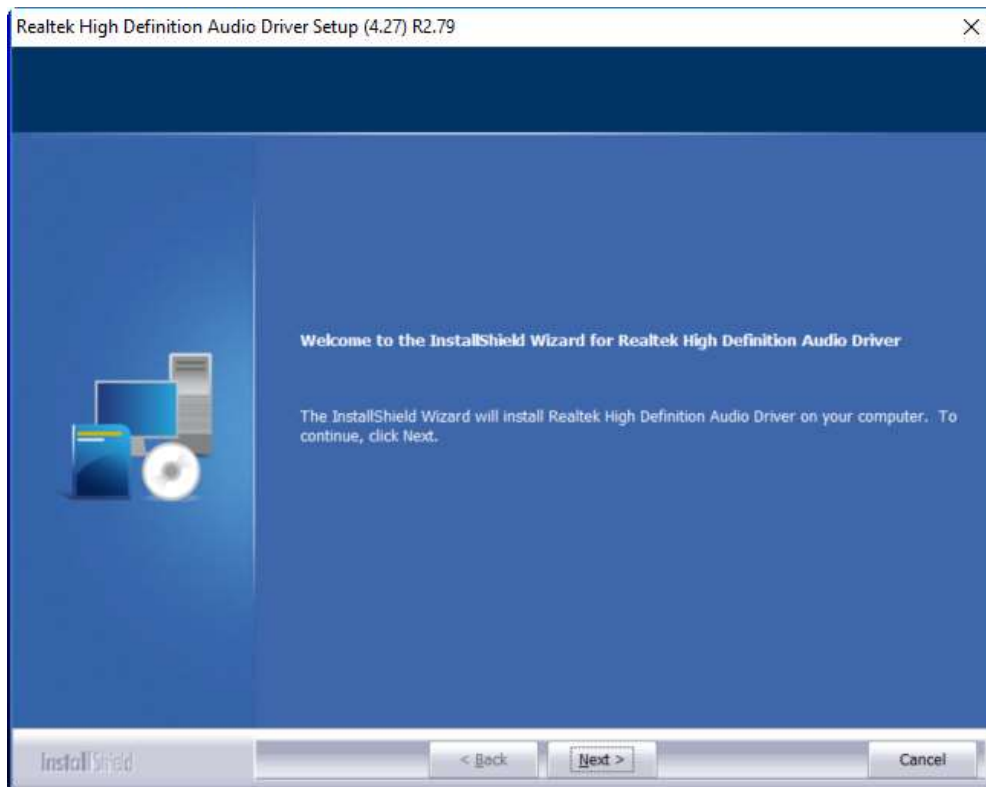 Realtek High Definition Audio Driver Setup (4.27) R2.79
Welcome to the InstallShield Wizard for Realtek High Definition Audio Driver
The InstallShield Wizard will install Realtek High Definition Audio Driver on your computer. To
continue, click Next.
InstallShield
< Back
Next >
Cancel